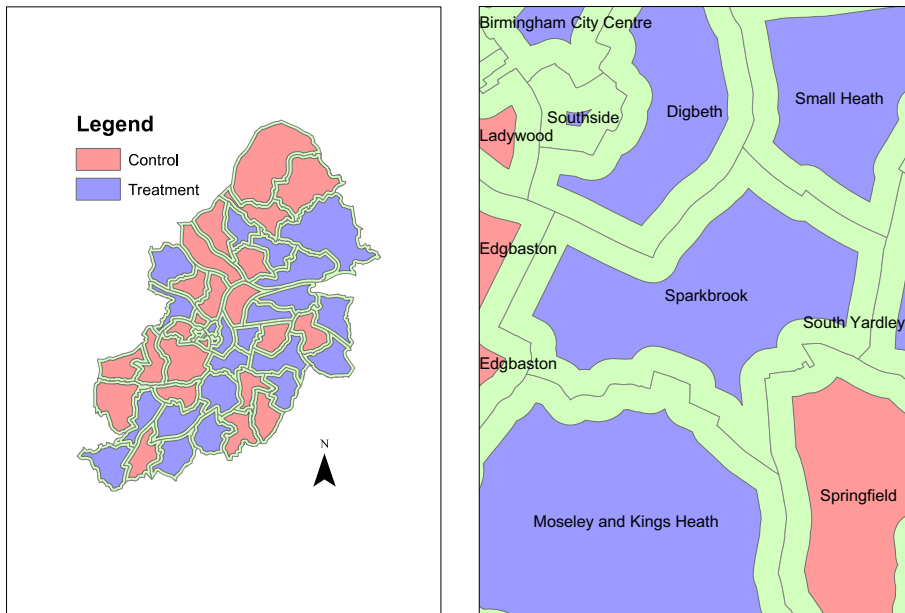 Legend
Control
Treatment
N
Birmingham City Centre
Small Heath
Southside
Digbeth
Ladywood
Edgbaston
Sparkbrook
South Yardley
Edgbaston
Springfield
Moseley and Kings Heath